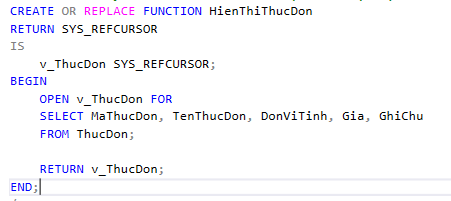 CREATE OR REPLACE FUNCTION HienThiThucDon
RETURN SYS_REFCURSOR
IS
    v_ThucDon SYS_REFCURSOR;
BEGIN
    OPEN v_ThucDon FOR
    SELECT MaThucDon, TenThucDon, DonViTinh, Gia, GhiChu
    FROM ThucDon;

    RETURN v_ThucDon;
END;
/